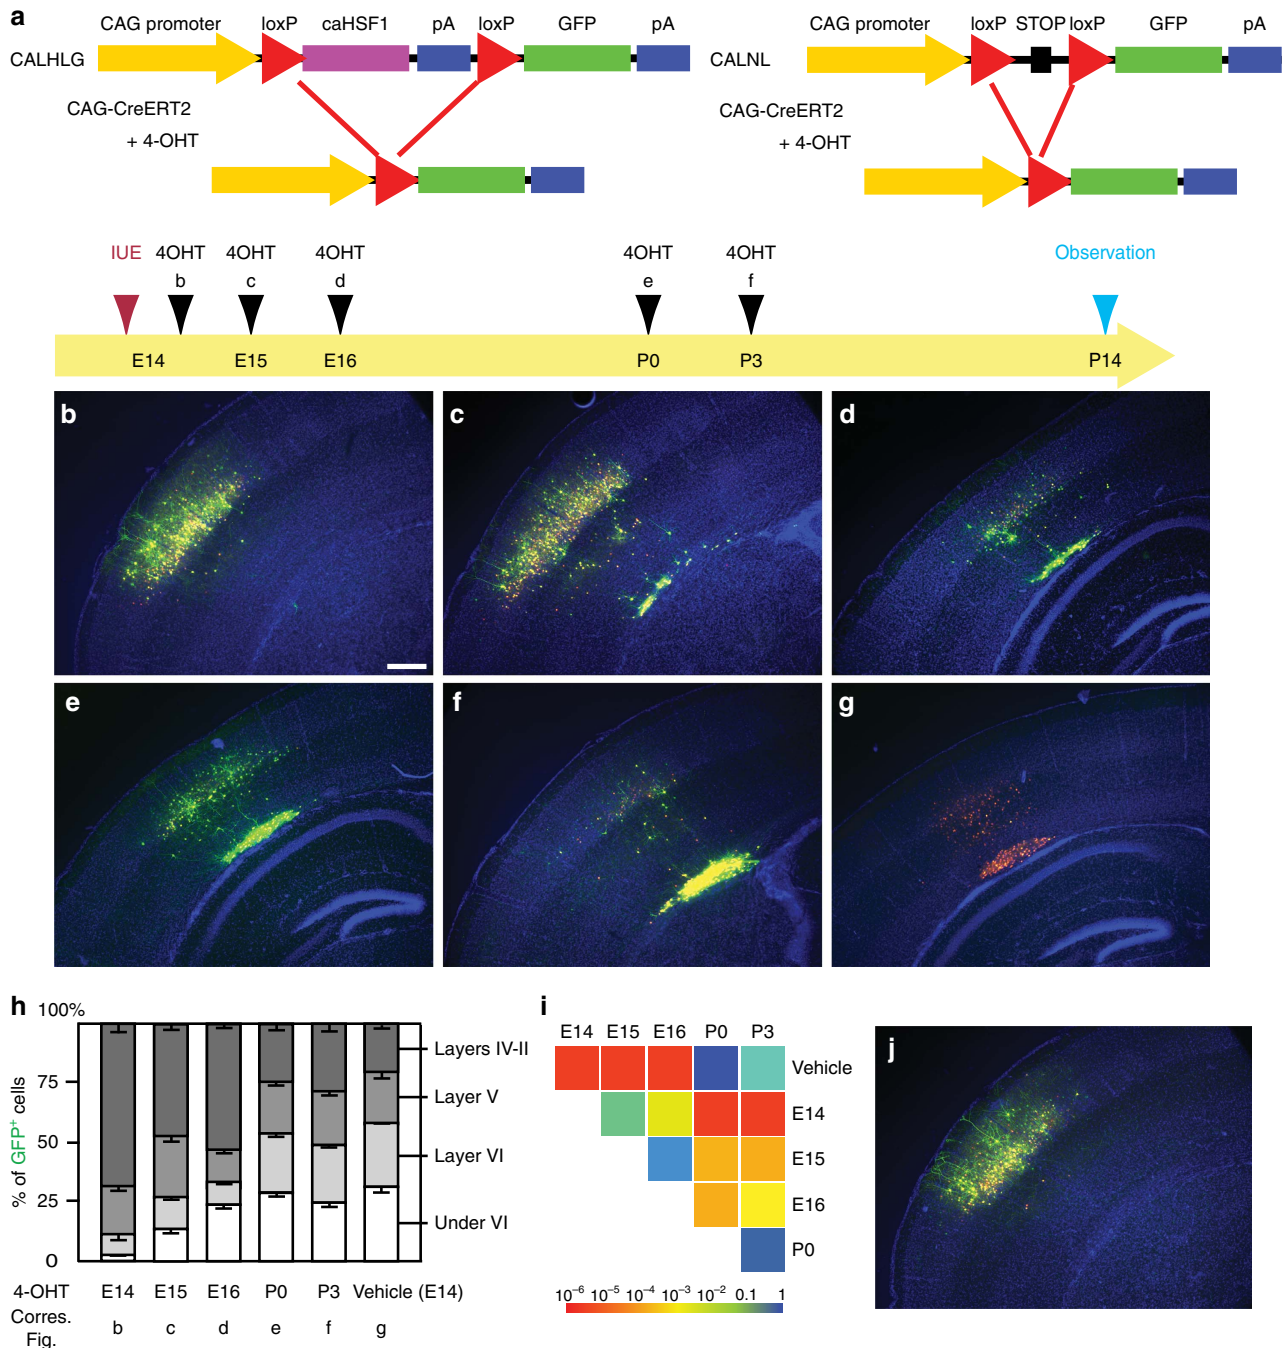 a
CAG promoter loxP caHSF1 pA loxP GFP pA
CALHLG
CAG-CreERT2
+ 4-OHT
CAG promoter loxP STOP loxP GFP pA
CALNL
CAG-CreERT2
+ 4-OHT
IUE 4OHT 4OHT 4OHT 4OHT 4OHT Observation
b c d e f
E14 E15 E16 P0 P3 P14
b c d
e f g
h
100%
75
50
25
0
% of GFP⁺ cells
Layers IV-II
Layer V
Layer VI
Under VI
4-OHT E14 E15 E16 P0 P3 Vehicle (E14)
Corres.
Fig.
b c d e f g
i
E14 E15 E16 P0 P3
Vehicle
E14
E15
E16
P0
10⁻⁶ 10⁻⁵ 10⁻⁴ 10⁻³ 10⁻² 0.1 1
j